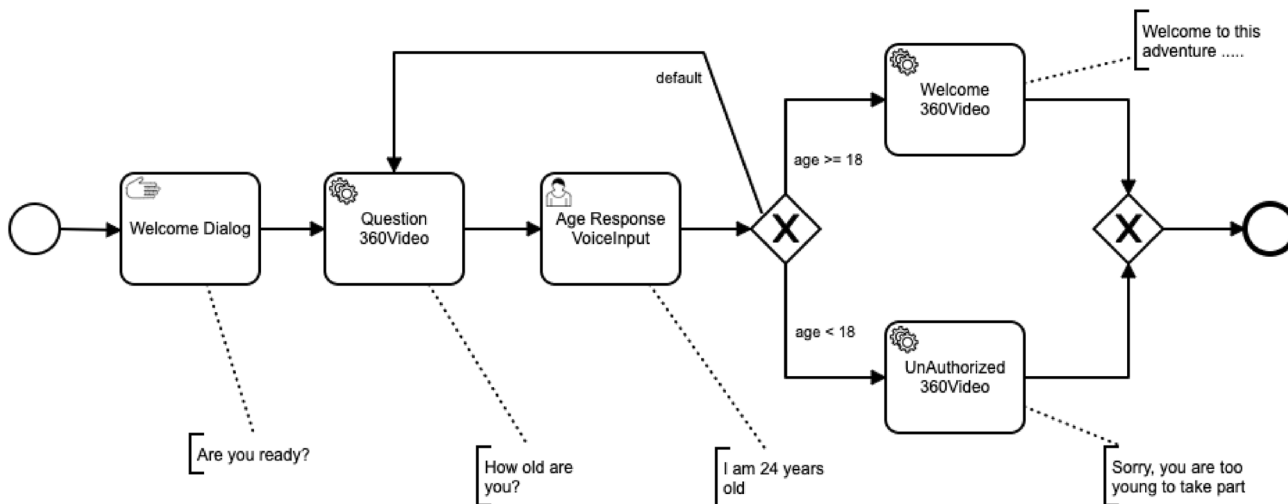 Welcome to this
adventure .....
default
Welcome
360Video
age >= 18
Welcome Dialog
Question
360Video
Age Response
VoiceInput
X
X
age < 18
UnAuthorized
360Video
Are you ready?
How old are
you?
I am 24 years
old
Sorry, you are too
young to take part